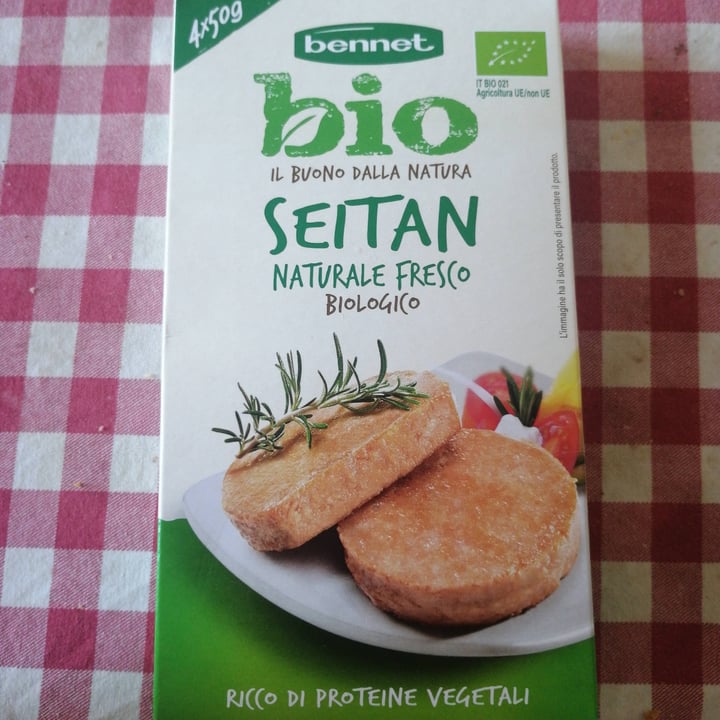 4x50g
bennet
bio
IL BUONO DALLA NATURA
IT BIO 021
Agricoltura UE/non UE
SEITAN
NATURALE FRESCO
BIOLOGICO
L'immagine ha il solo scopo di presentare il prodotto.
RICCO DI PROTEINE VEGETALI